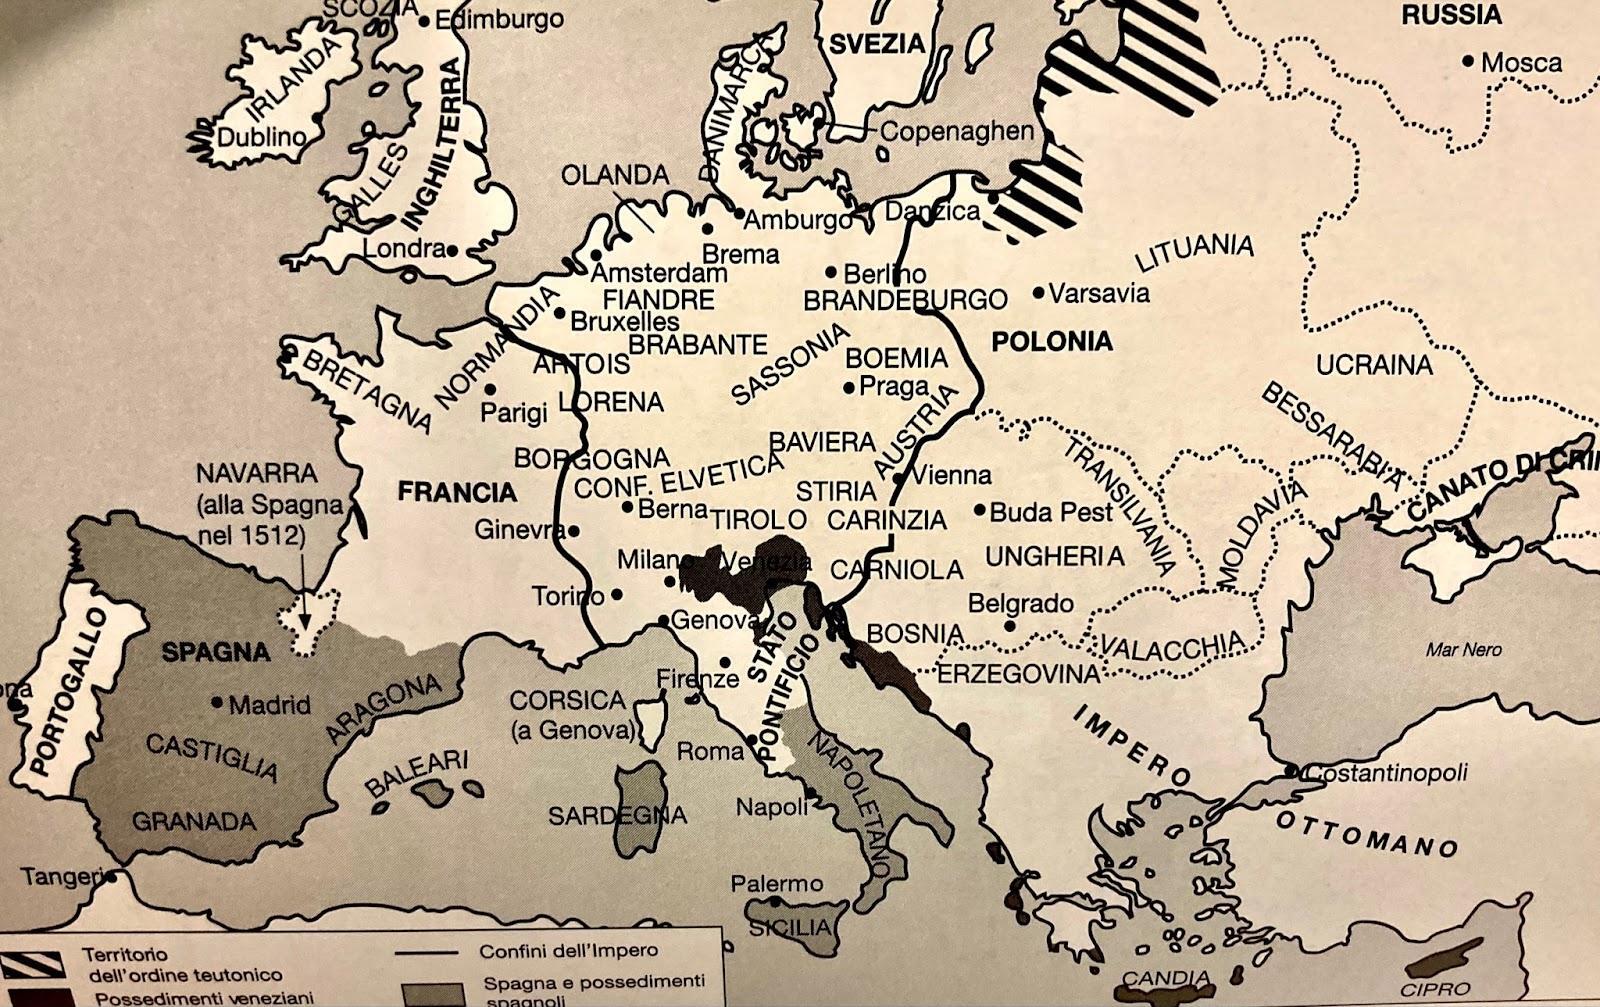 SCOZIA
Edimburgo
IRLANDA
Dublino
GALLES
INGHILTERRA
Londra
SVEZIA
DANIMARCA
Copenaghen
RUSSIA
Mosca
OLANDA
Amburgo
Danzica
Brema
LITUANIA
Amsterdam
Berlino
FIANDRE
BRANDEBURGO
Varsavia
Bruxelles
BRABANTE
POLONIA
NORMANDIA
ARTOIS
SASSONIA
BOEMIA
Praga
UCRAINA
BRETAGNA
Parigi
LORENA
BESSARABIA
BORGOGNA
BAVIERA
AUSTRIA
CONF. ELVETICA
Vienna
TRANSILVANIA
CANATO DI CRI
NAVARRA
(alla Spagna
nel 1512)
FRANCIA
STIRIA
Berna
TIROLO
CARINZIA
Buda Pest
MOLDAVIA
Ginevra
Milano
Venezia
CARNIOLA
UNGHERIA
Torino
Genova
Belgrado
PORTOGALLO
SPAGNA
STATO
PONTIFICIO
BOSNIA
VALACCHIA
Mar Nero
ERZEGOVINA
Firenze
ona
Madrid
ARAGONA
CORSICA
(a Genova)
IMPERO
OTTOMANO
CASTIGLIA
BALEARI
Roma
NAPOLETANO
Costantinopoli
GRANADA
SARDEGNA
Napoli
Tangeri
Palermo
SICILIA
CANDIA
CIPRO
Territorio
dell'ordine teutonico
Possedimenti veneziani
Confini dell'Impero
Spagna e possedimenti
spagnoli